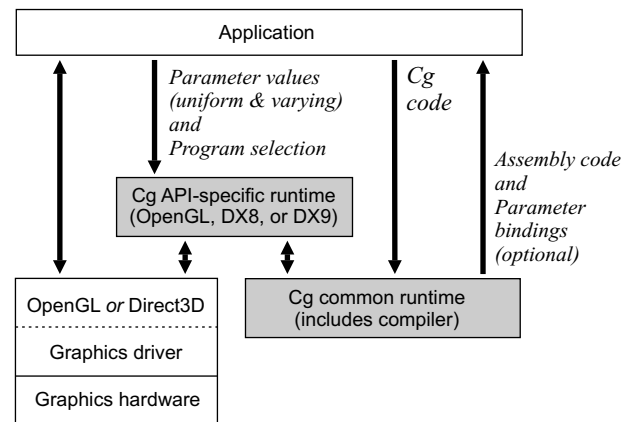 Application
Parameter values
(uniform & varying)
and
Program selection
Cg
code
Assembly code
and
Parameter
bindings
(optional)
Cg API-specific runtime
(OpenGL, DX8, or DX9)
OpenGL or Direct3D
Graphics driver
Graphics hardware
Cg common runtime
(includes compiler)